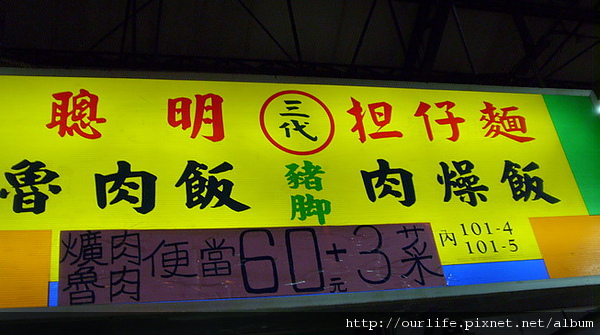 聰明 三代 担仔麵
魯肉飯 豬脚 肉燥飯
爌肉 魯肉 便當 60元+3菜
內 101-4
101-5
http://ourlife.pixnet.net/album